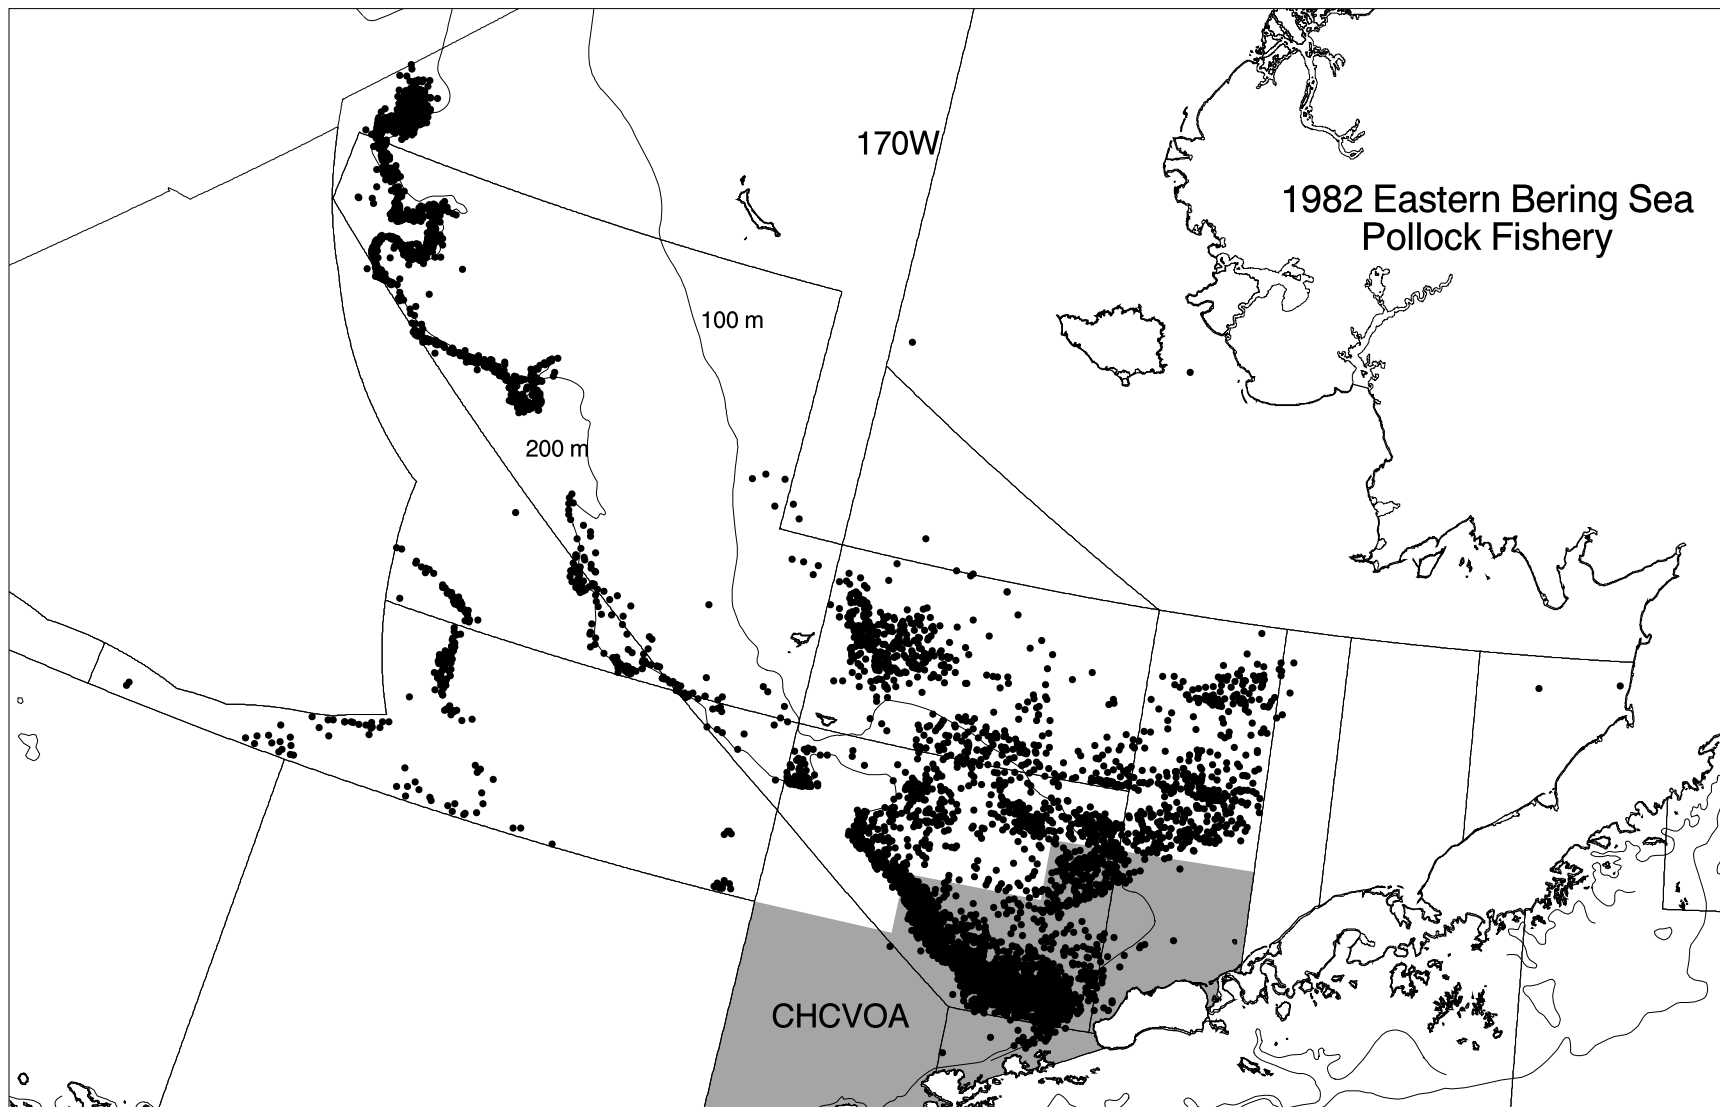 170W
1982 Eastern Bering Sea
Pollock Fishery
100 m
200 m
CHCVOA